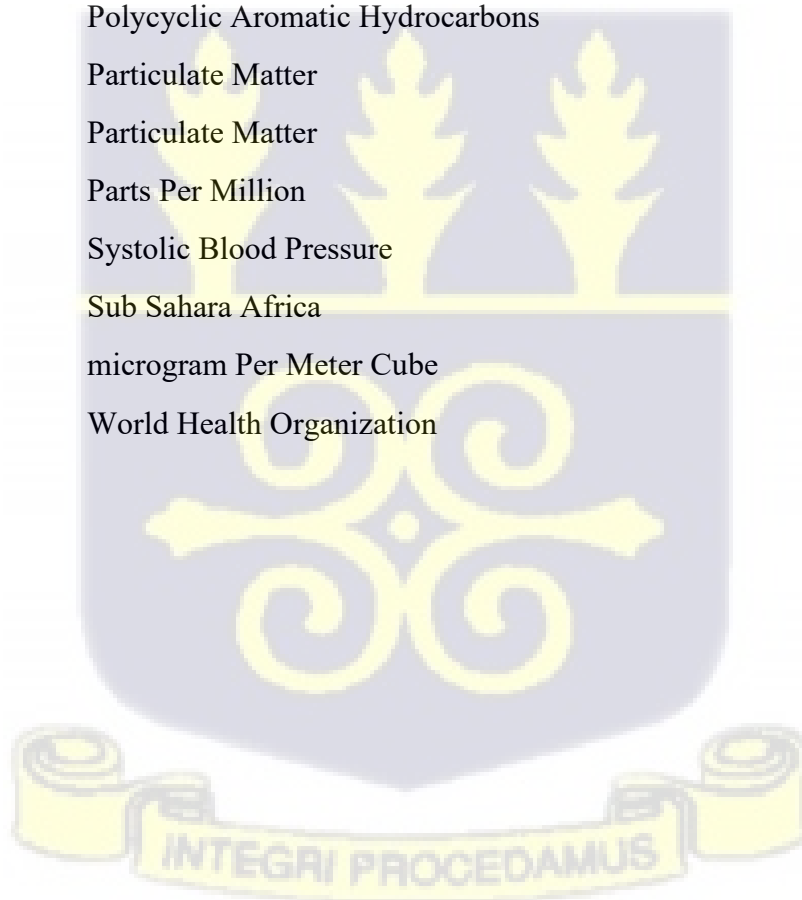 Polycyclic Aromatic Hydrocarbons
Particulate Matter
Particulate Matter
Parts Per Million
Systolic Blood Pressure
Sub Sahara Africa
microgram Per Meter Cube
World Health Organization
INTEGRI PROCEDAMUS